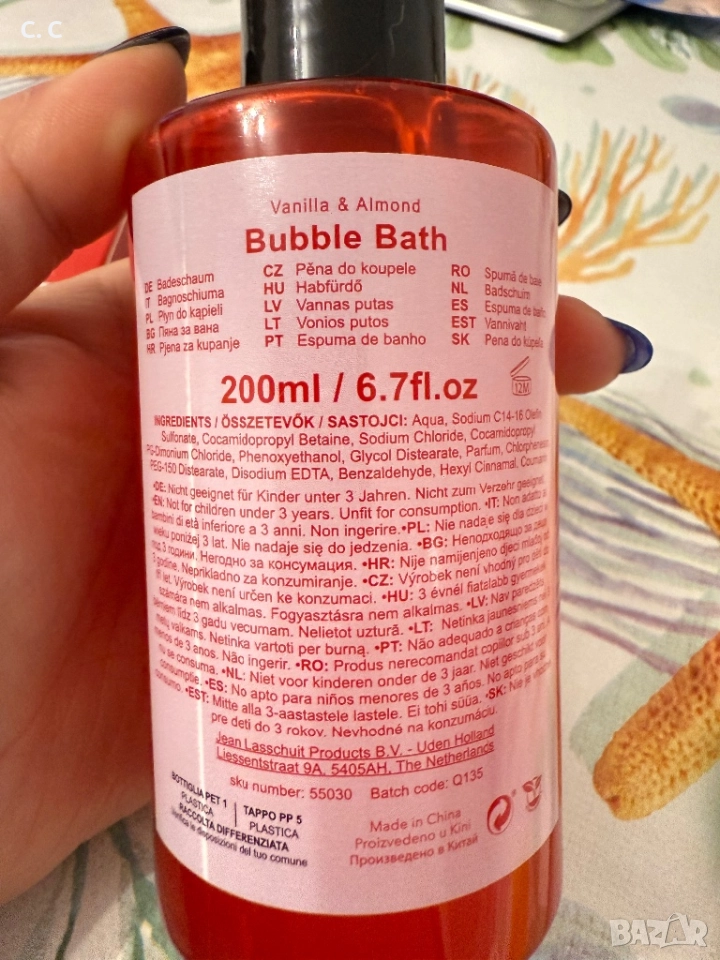 C. C
Vanilla & Almond
Bubble Bath
DE Badeschaum
IT Bagnoschiuma
PL Płyn do kąpieli
BG Пяна за вана
HR Pjena za kupanje
CZ Pěna do koupele
HU Habfürdő
LV Vannas putas
LT Vonios putos
PT Espuma de banho
RO Spumă de baie
NL Badschuim
ES Espuma de baño
EST Vannivaht
SK Pena do kúpeľa
200ml / 6.7fl.oz
12M
INGREDIENTS / ÖSSZETEVŐK / SASTOJCI: Aqua, Sodium C14-16 Olefin
Sulfonate, Cocamidopropyl Betaine, Sodium Chloride, Cocamidopropyl
PG-Dimonium Chloride, Phenoxyethanol, Glycol Distearate, Parfum, Chlorphenesin,
PEG-150 Distearate, Disodium EDTA, Benzaldehyde, Hexyl Cinnamal, Coumarin
•DE: Nicht geeignet für Kinder unter 3 Jahren. Nicht zum Verzehr geeignet.
•EN: Not for children under 3 years. Unfit for consumption. •IT: Non adatto a
bambini di età inferiore a 3 anni. Non ingerire. •PL: Nie nadaje się dla dzieci w
wieku poniżej 3 lat. Nie nadaje się do jedzenia. •BG: Неподходящо за деца
под 3 години. Негодно за консумация. •HR: Nije namijenjeno djeci mlađoj od
3 godine. Neprikladno za konzumiranje. •CZ: Výrobek není vhodný pro děti do
tří let. Výrobek není určen ke konzumaci. •HU: 3 évnél fiatalabb gyermekek
számára nem alkalmas. Fogyasztásra nem alkalmas. •LV: Nav paredzēts
bērniem līdz 3 gadu vecumam. Nelietot uzturā. •LT: Netinka jaunesniems nei 3
metų vaikams. Netinka vartoti per burną. •PT: Não adequado a crianças com
menos de 3 anos. Não ingerir. •RO: Produs nerecomandat copiilor sub 3 ani. A
nu se consuma. •NL: Niet voor kinderen onder de 3 jaar. Niet geschikt voor
consumptie. •ES: No apto para niños menores de 3 años. No apto para su
consumo. •EST: Mitte alla 3-aastastele lastele. Ei tohi süüa. •SK: Nie je vhodné
pre deti do 3 rokov. Nevhodné na konzumáciu.
Jean Lasschuit Products B.V. - Uden Holland
Liessentstraat 9A, 5405AH, The Netherlands
sku number: 55030 Batch code: Q135
BOTTIGLIA PET 1
PLASTICA
TAPPO PP 5
PLASTICA
RACCOLTA DIFFERENZIATA
Verifica le disposizioni del tuo comune
Made in China
Proizvedeno u Kini
Произведено в Китай
BAZAR